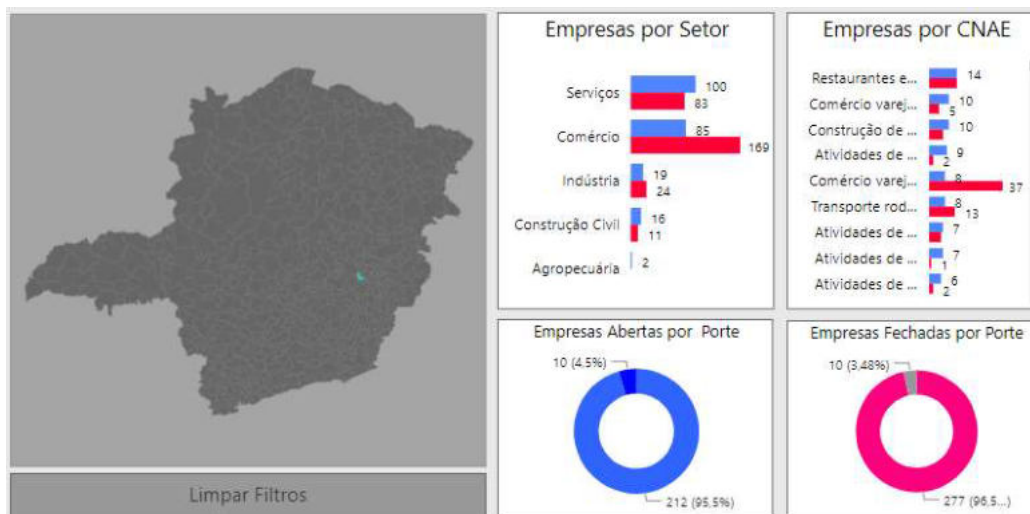 Empresas por Setor
Serviços
100
83
Comércio
85
169
Indústria
19
24
Construção Civil
16
11
Agropecuária
2
Empresas por CNAE
Restaurantes e...
14
Comércio varej...
10
5
Construção de ...
10
Atividades de ...
9
2
Comércio varej...
8
37
Transporte rod...
8
13
Atividades de ...
7
Atividades de ...
7
1
Atividades de ...
6
2
Empresas Abertas por Porte
10 (4,5%)
212 (95,5%)
Empresas Fechadas por Porte
10 (3,48%)
277 (96,5...)
Limpar Filtros